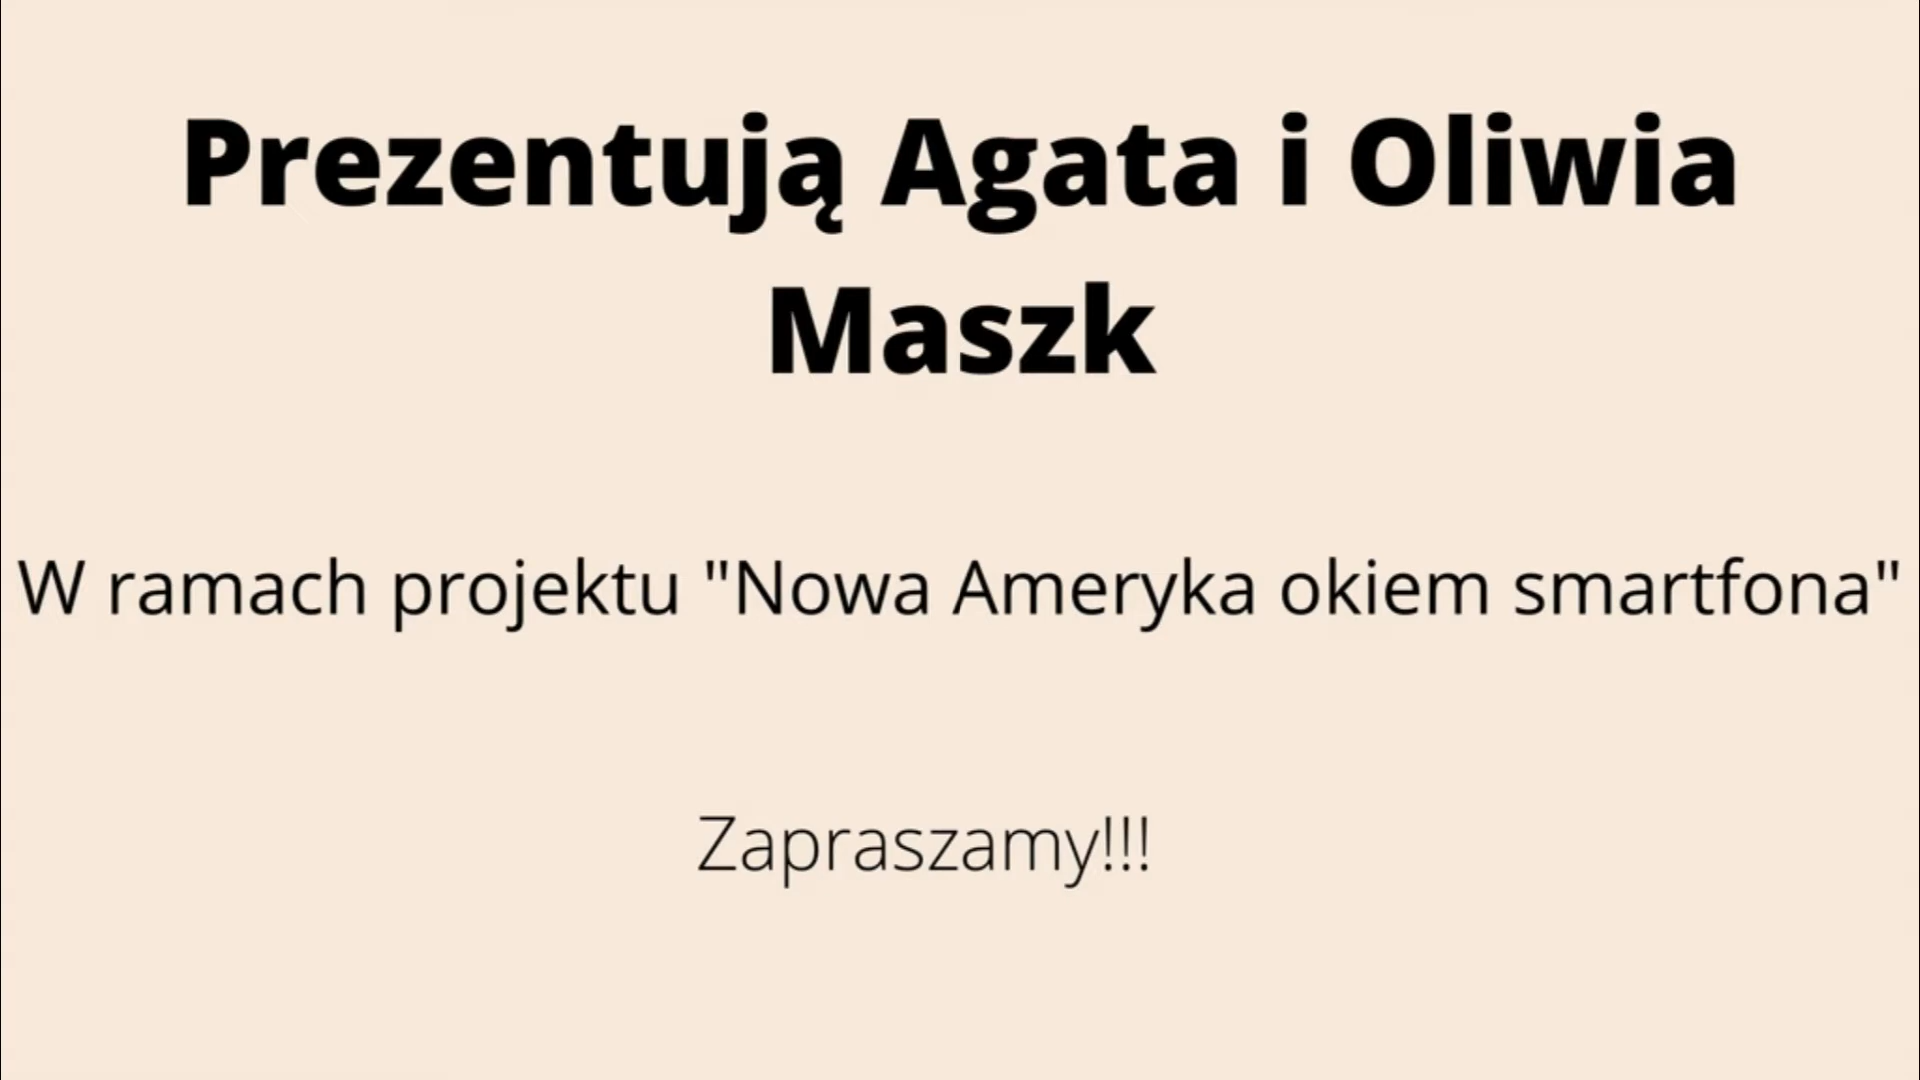 Prezentują Agata i Oliwia
Maszk
W ramach projektu "Nowa Ameryka okiem smartfona"
Zapraszamy!!!